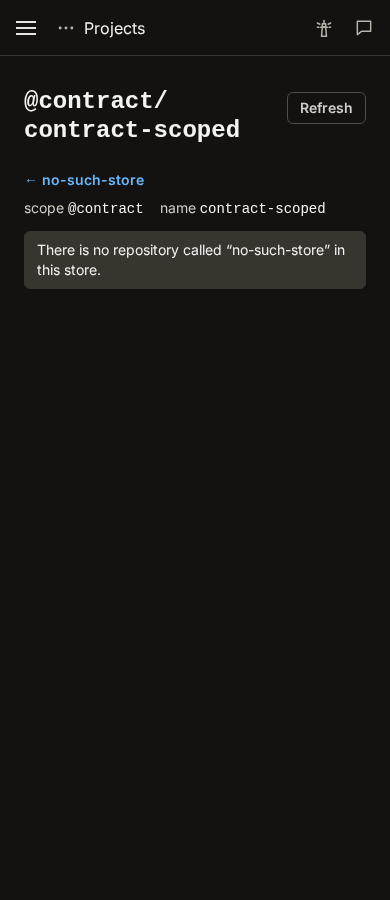 Projects
@contract/
contract-scoped
Refresh
← no-such-store
scope @contract name contract-scoped
There is no repository called “no-such-store” in
this store.